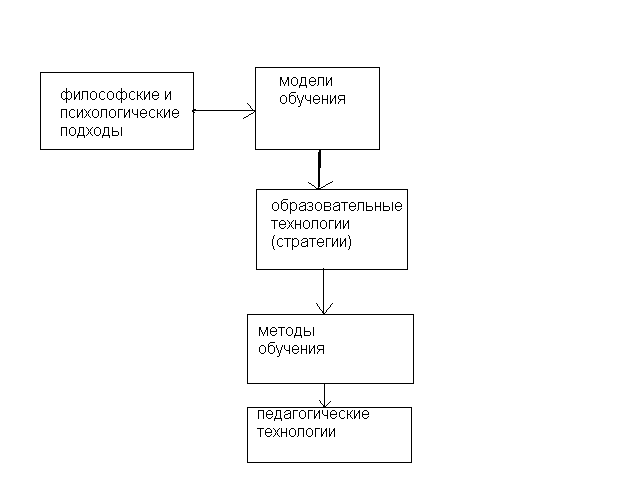 философские и
психологические
подходы
модели
обучения
образовательные
технологии
(стратегии)
методы
обучения
педагогические
технологии